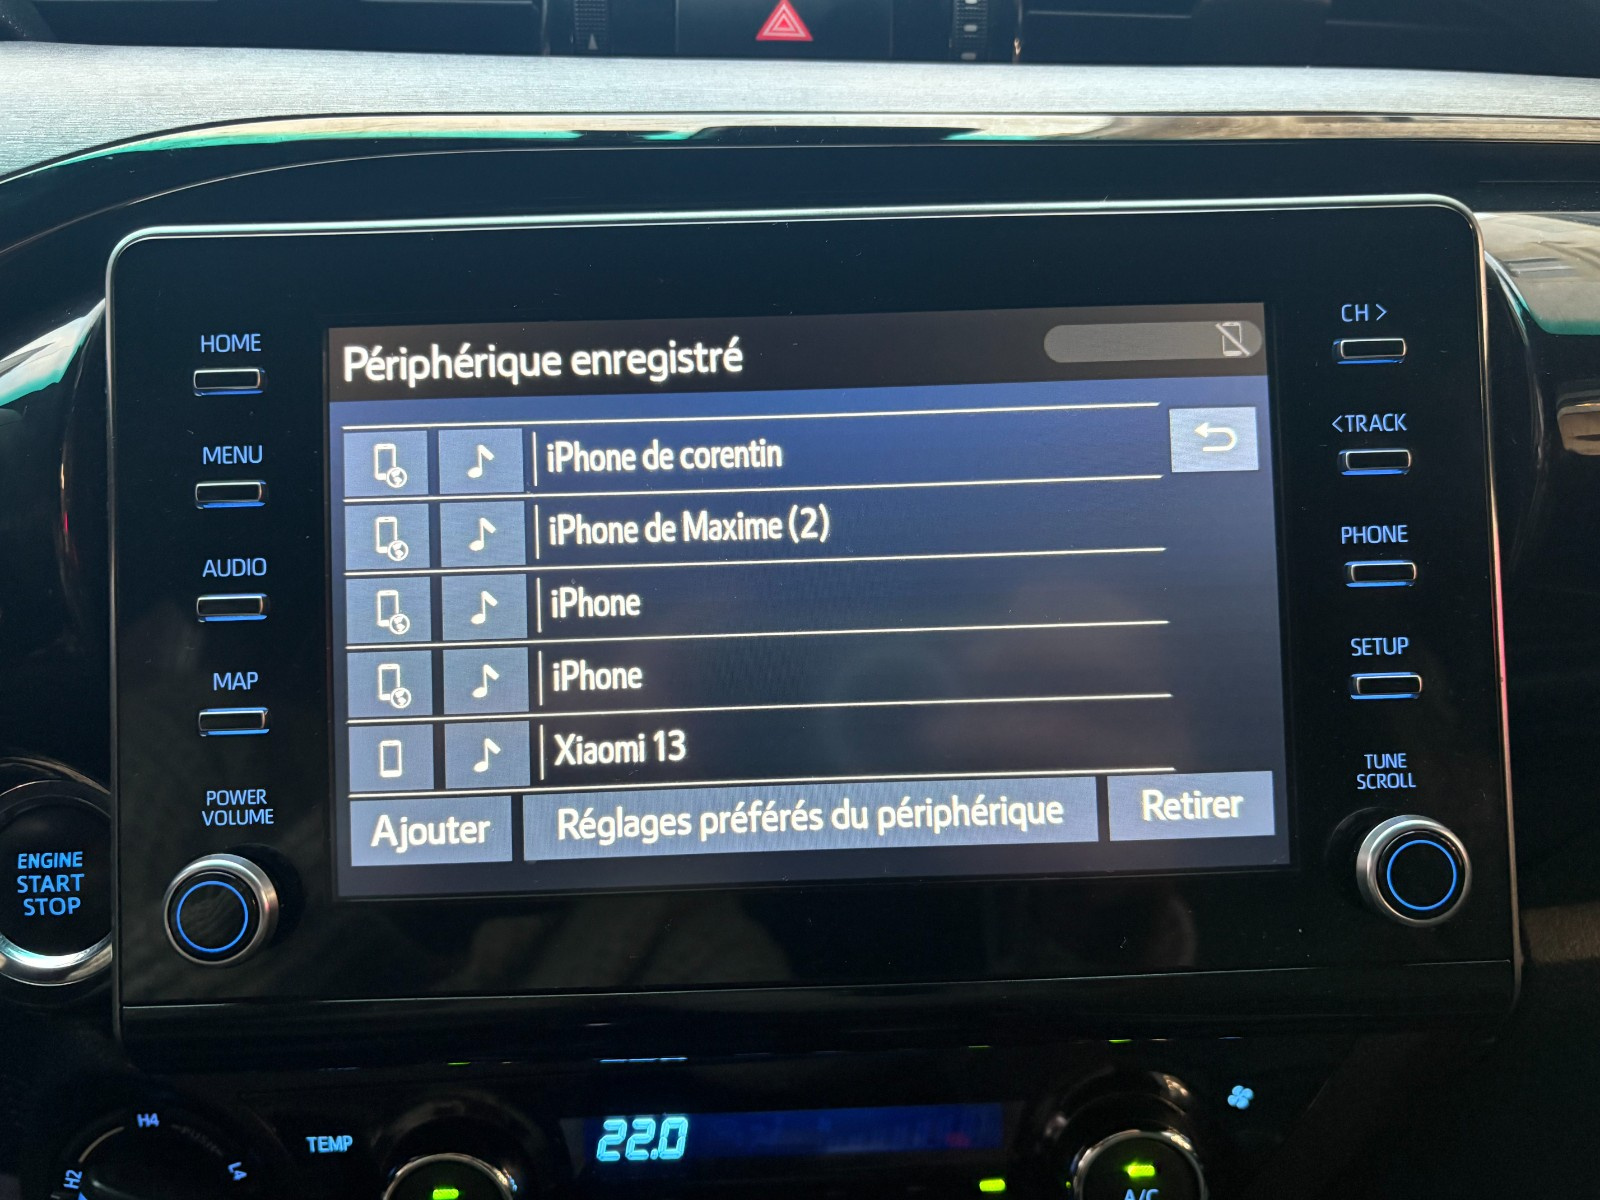 HOME
MENU
AUDIO
MAP
POWER
VOLUME
ENGINE
START
STOP
Périphérique enregistré
iPhone de corentin
iPhone de Maxime (2)
iPhone
iPhone
Xiaomi 13
Ajouter
Réglages préférés du périphérique
Retirer
CH >
<TRACK
PHONE
SETUP
TUNE
SCROLL
H4
H2
L4
TEMP
22.0
A/C